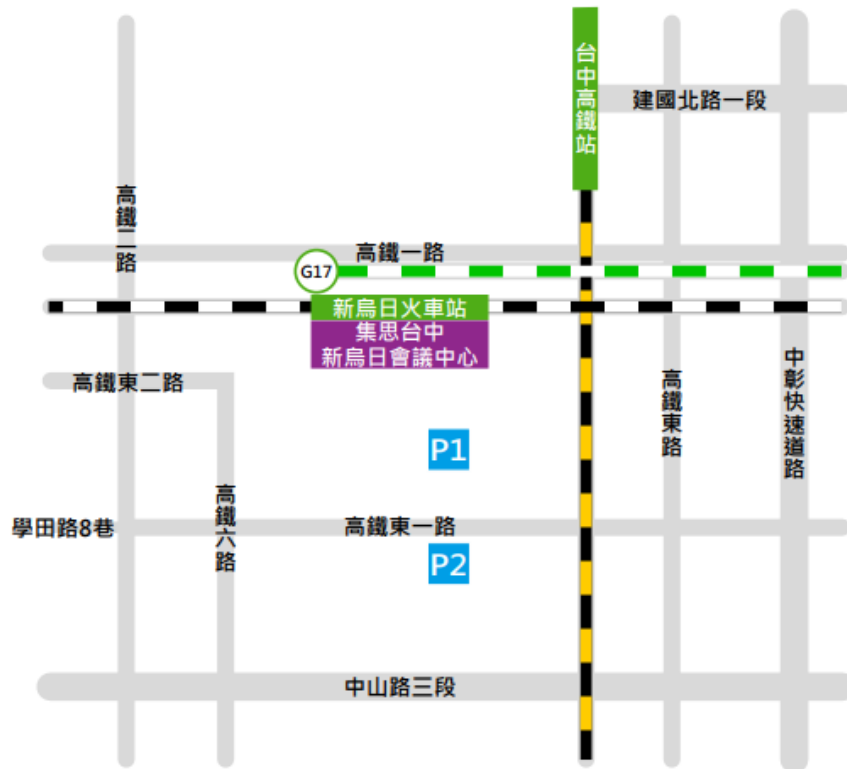 台中高鐵站
建國北路一段
高鐵二路
高鐵一路
G17
新烏日火車站
集思台中
新烏日會議中心
高鐵東二路
高鐵東路
中彰快速道路
P1
高鐵六路
學田路8巷
高鐵東一路
P2
中山路三段